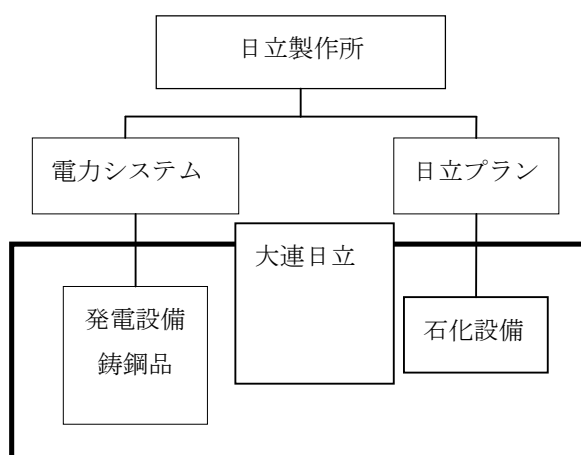 日立製作所
電力システム
日立プラン
大連日立
発電設備
鋳鋼品
石化設備